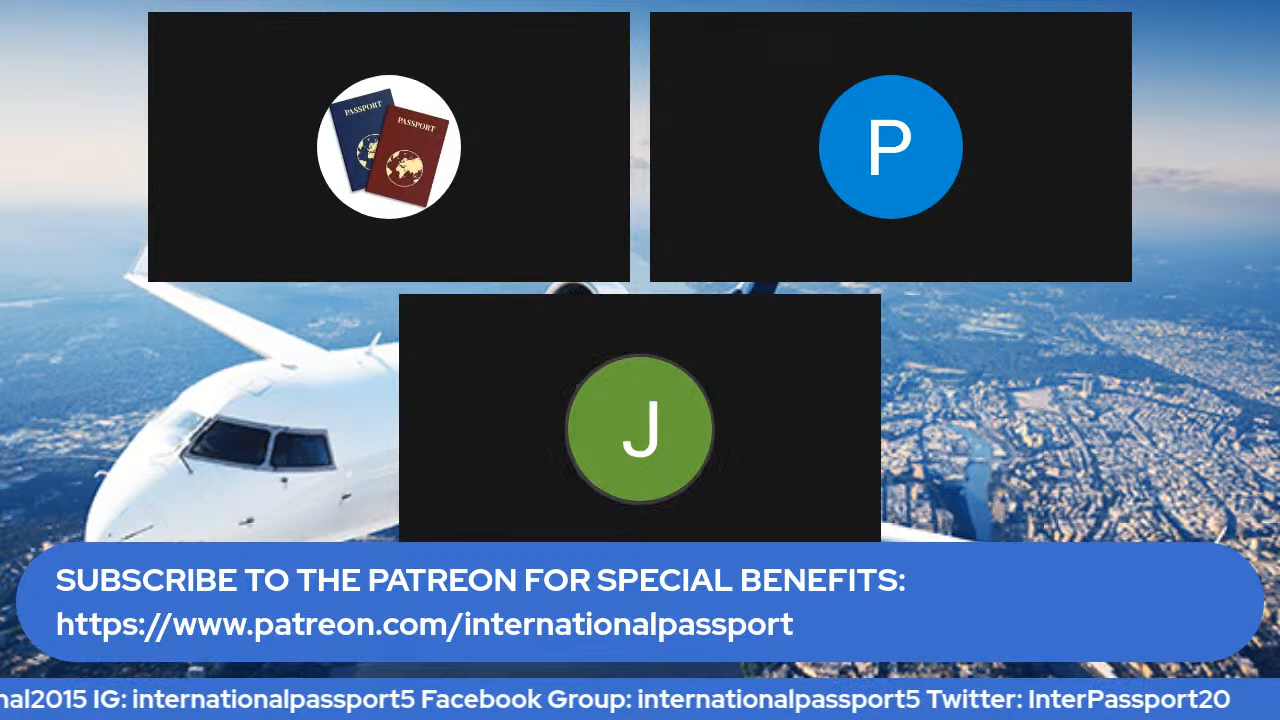 PASSPORT
PASSPORT
P
J
SUBSCRIBE TO THE PATREON FOR SPECIAL BENEFITS:
https://www.patreon.com/internationalpassport
nal2015 IG: internationalpassport5 Facebook Group: internationalpassport5 Twitter: InterPassport20